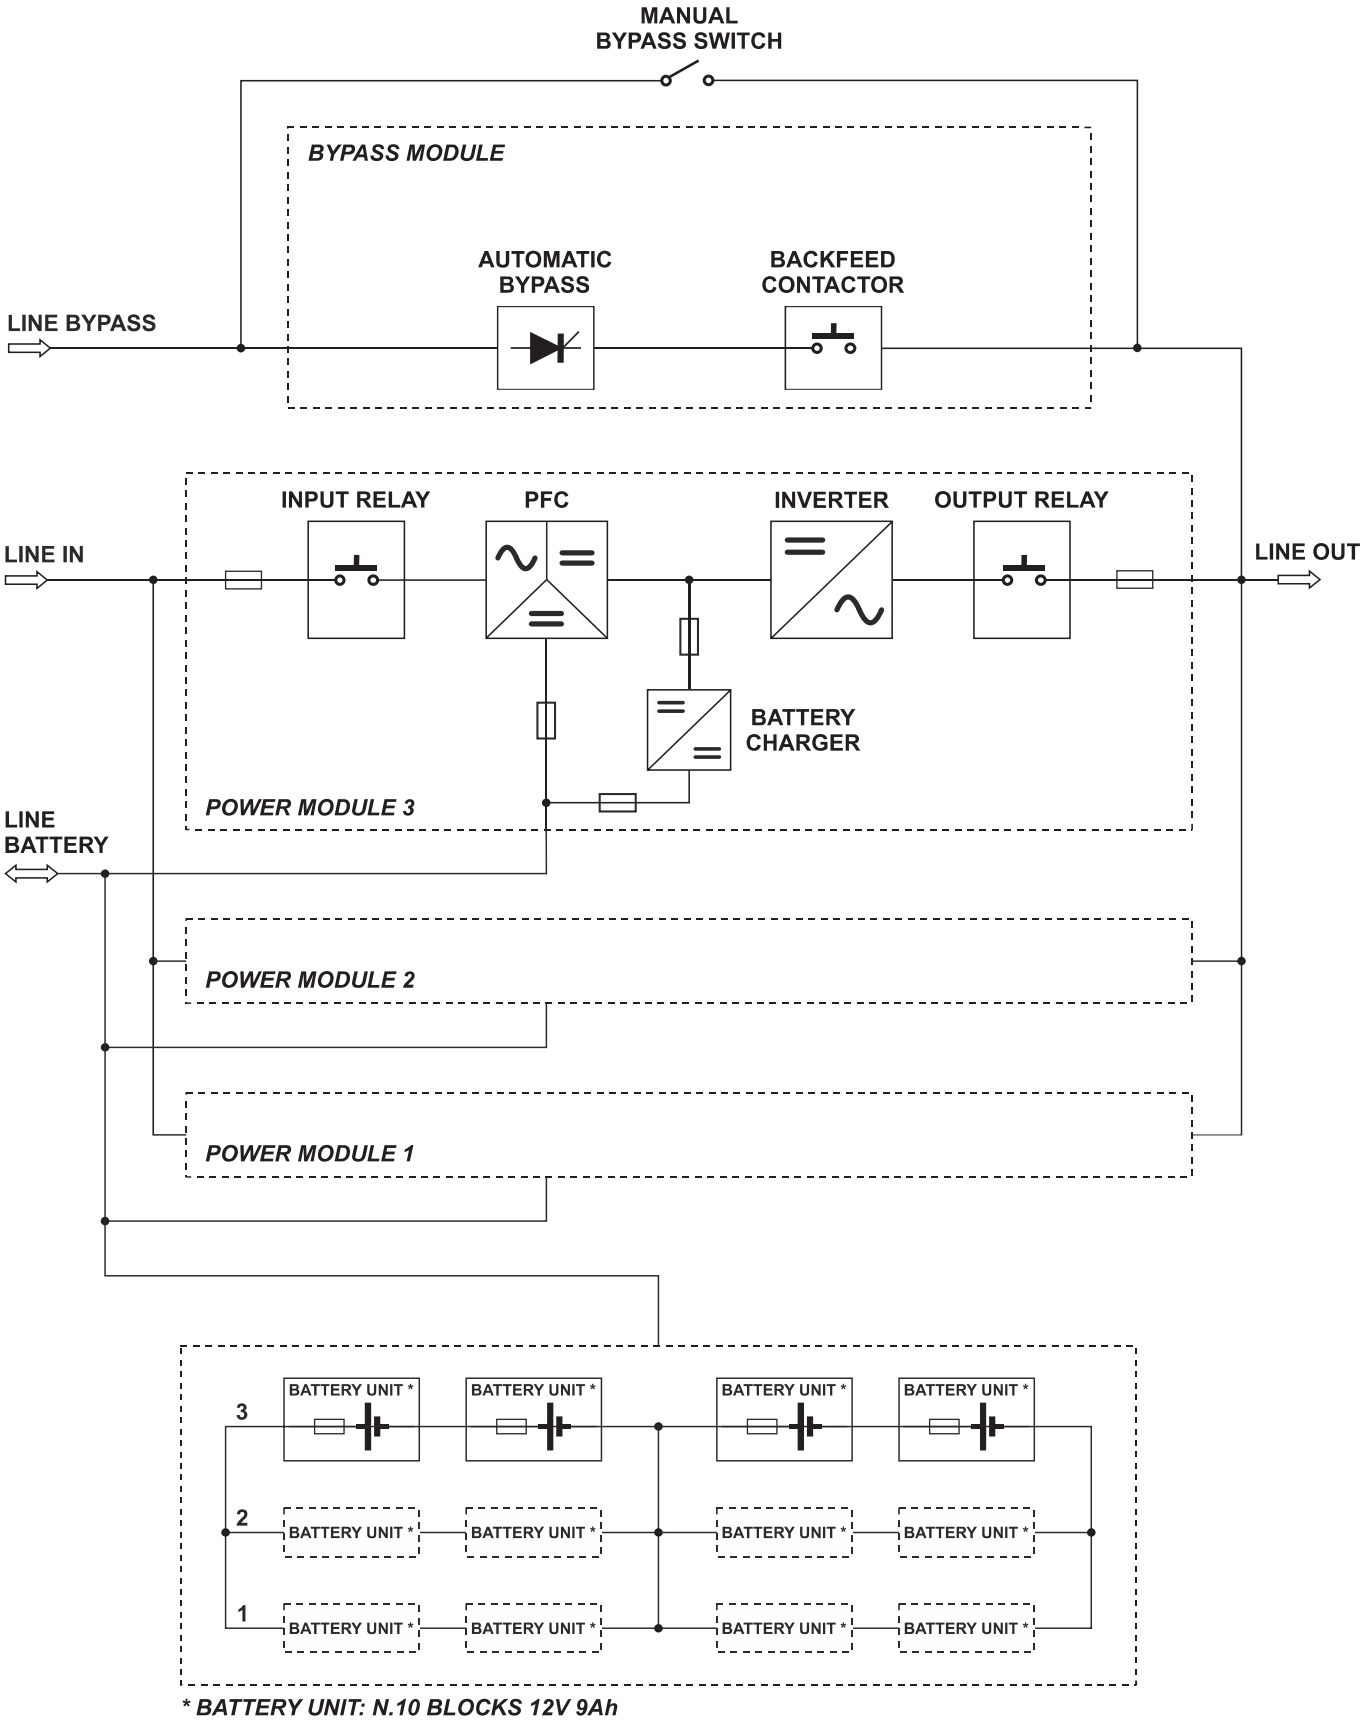 MANUAL
BYPASS SWITCH
BYPASS MODULE
AUTOMATIC
BYPASS
BACKFEED
CONTACTOR
LINE BYPASS
INPUT RELAY
PFC
INVERTER
OUTPUT RELAY
LINE IN
LINE OUT
BATTERY
CHARGER
POWER MODULE 3
LINE
BATTERY
POWER MODULE 2
POWER MODULE 1
BATTERY UNIT * BATTERY UNIT * BATTERY UNIT * BATTERY UNIT *
3
2
BATTERY UNIT * BATTERY UNIT * BATTERY UNIT * BATTERY UNIT *
1
BATTERY UNIT * BATTERY UNIT * BATTERY UNIT * BATTERY UNIT *
* BATTERY UNIT: N.10 BLOCKS 12V 9Ah